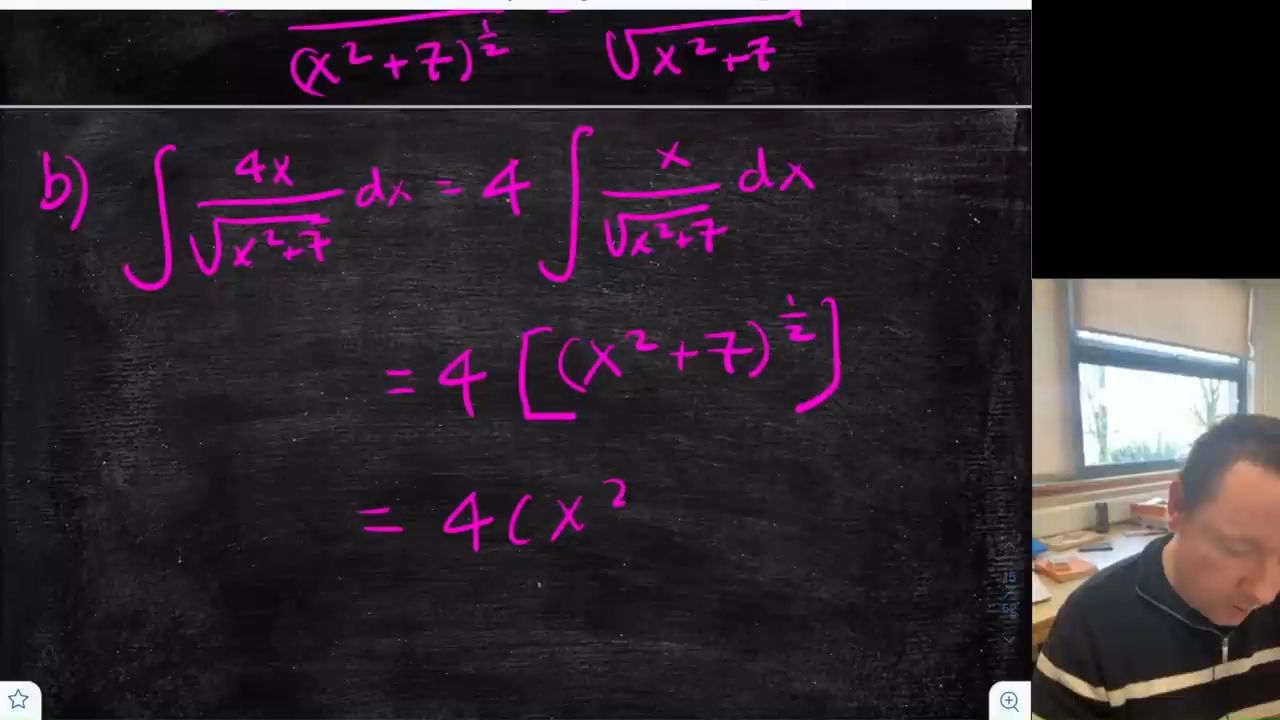 (x²+7)^½ √x²+7
b) ∫ 4x/√x²+7 dx = 4 ∫ x/√x²+7 dx
= 4 [(x²+7)^½]
= 4(x²